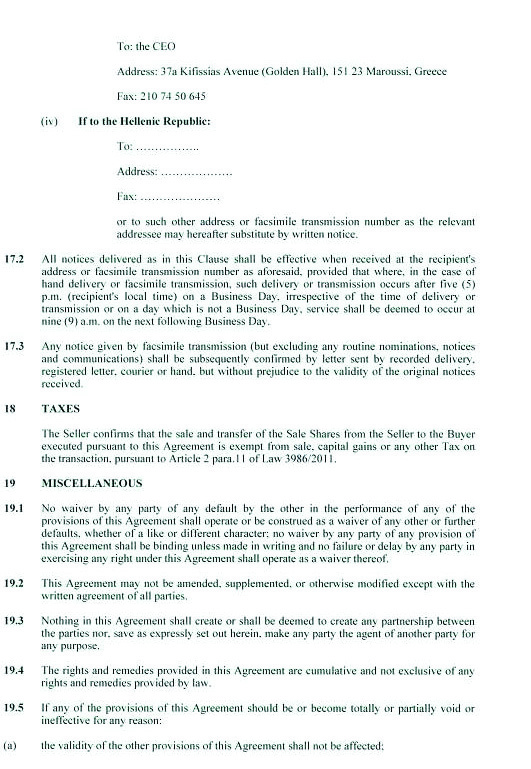 To: the CEO
Address: 37a Kifissias Avenue (Golden Hall), 151 23 Maroussi, Greece
Fax: 210 74 50 645
(iv) If to the Hellenic Republic:
To: ................
Address: ..................
Fax: ....................
or to such other address or facsimile transmission number as the relevant
addressee may hereafter substitute by written notice.
17.2 All notices delivered as in this Clause shall be effective when received at the recipient's
address or facsimile transmission number as aforesaid, provided that where, in the case of
hand delivery or facsimile transmission, such delivery or transmission occurs after five (5)
p.m. (recipient's local time) on a Business Day, irrespective of the time of delivery or
transmission or on a day which is not a Business Day, service shall be deemed to occur at
nine (9) a.m. on the next following Business Day.
17.3 Any notice given by facsimile transmission (but excluding any routine nominations, notices
and communications) shall be subsequently confirmed by letter sent by recorded delivery,
registered letter, courier or hand, but without prejudice to the validity of the original notices
received.
18 TAXES
The Seller confirms that the sale and transfer of the Sale Shares from the Seller to the Buyer
executed pursuant to this Agreement is exempt from sale, capital gains or any other Tax on
the transaction, pursuant to Article 2 para.11 of Law 3986/2011.
19 MISCELLANEOUS
19.1 No waiver by any party of any default by the other in the performance of any of the
provisions of this Agreement shall operate or be construed as a waiver of any other or further
defaults, whether of a like or different character; no waiver by any party of any provision of
this Agreement shall be binding unless made in writing and no failure or delay by any party in
exercising any right under this Agreement shall operate as a waiver thereof.
19.2 This Agreement may not be amended, supplemented, or otherwise modified except with the
written agreement of all parties.
19.3 Nothing in this Agreement shall create or shall be deemed to create any partnership between
the parties nor, save as expressly set out herein, make any party the agent of another party for
any purpose.
19.4 The rights and remedies provided in this Agreement are cumulative and not exclusive of any
rights and remedies provided by law.
19.5 If any of the provisions of this Agreement should be or become totally or partially void or
ineffective for any reason:
(a) the validity of the other provisions of this Agreement shall not be affected;